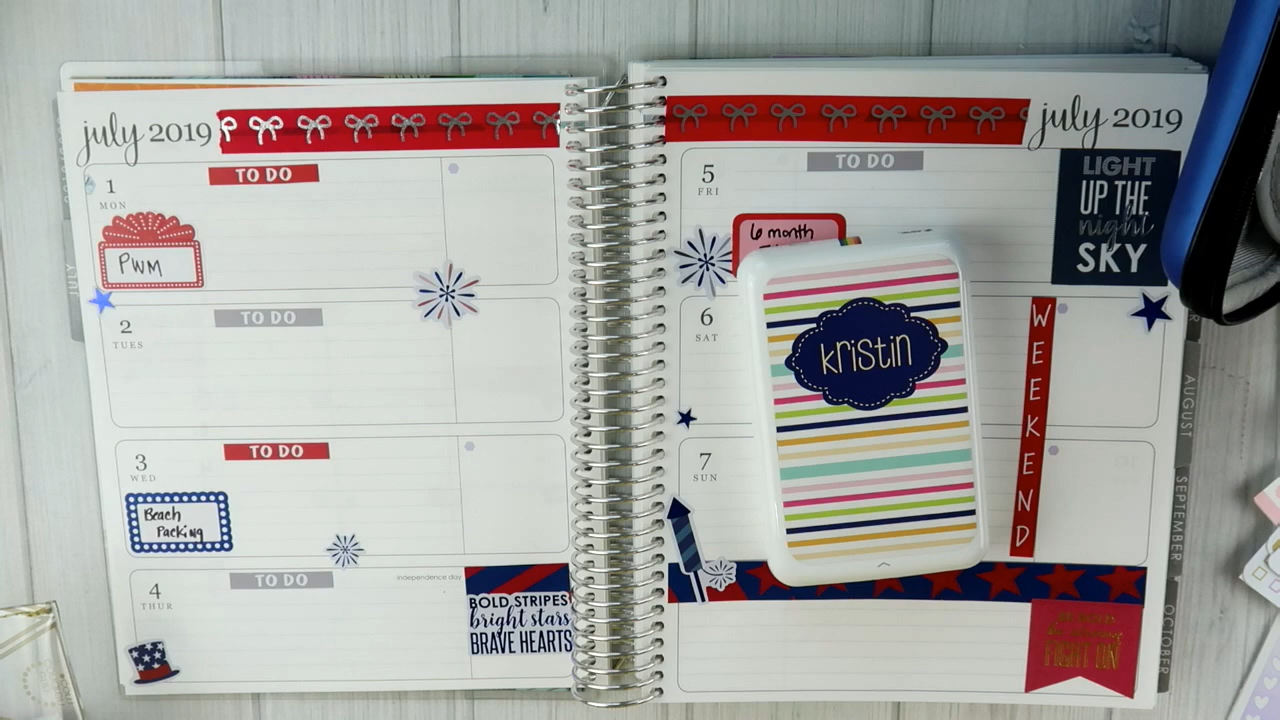 july 2019
1
MON
TO DO
PWM
2
TUES
TO DO
3
WED
TO DO
Beach
Packing
4
THUR
TO DO
independence day
BOLD STRIPES
bright stars
BRAVE HEARTS
july 2019
5
FRI
TO DO
LIGHT
UP THE
night
SKY
6 month
6
SAT
WEEKEND
kristin
7
SUN
JULY
AUGUST
SEPTEMBER
OCTOBER